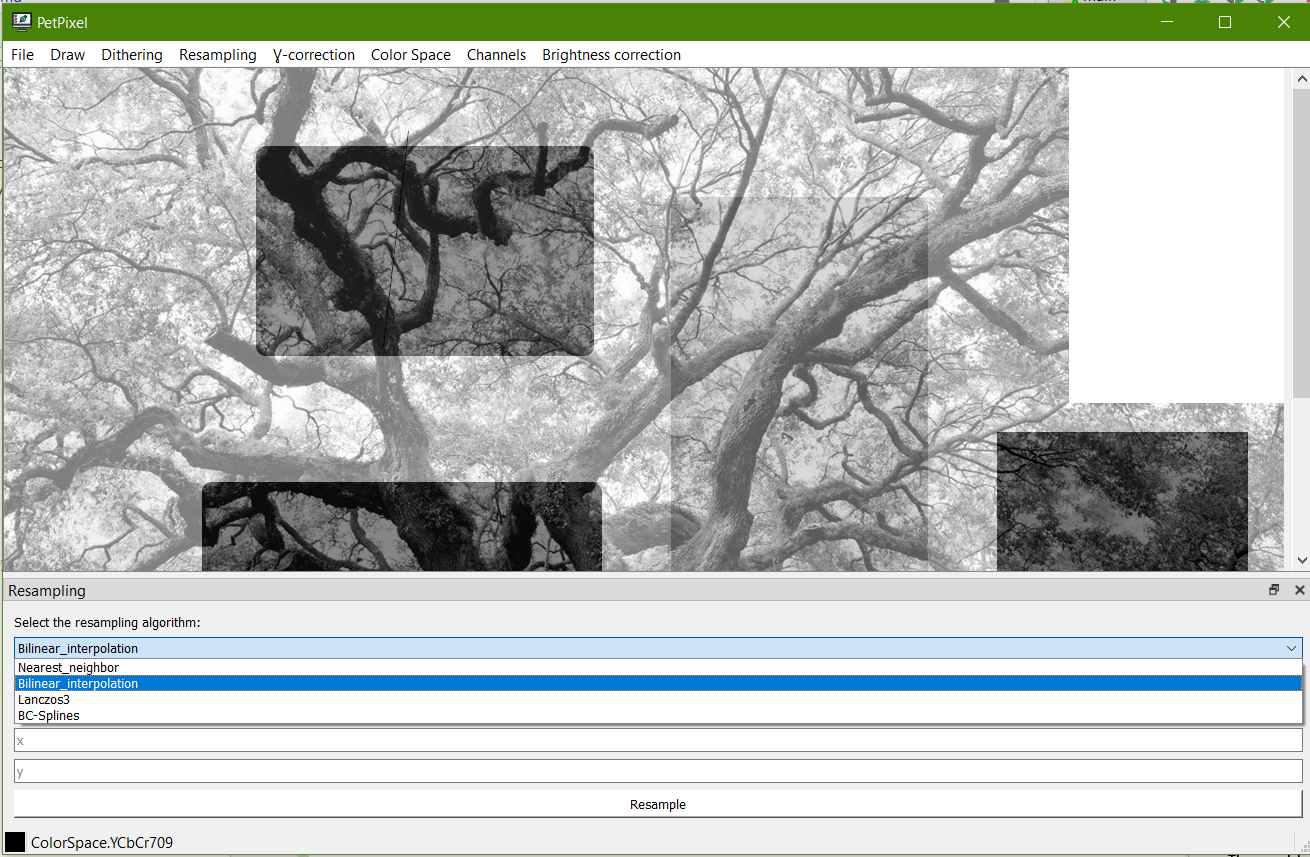 PetPixel
File Draw Dithering Resampling Ɣ-correction Color Space Channels Brightness correction
Resampling
Select the resampling algorithm:
Bilinear_interpolation
Nearest_neighbor
Bilinear_interpolation
Lanczos3
BC-Splines
x
y
Resample
ColorSpace.YCbCr709